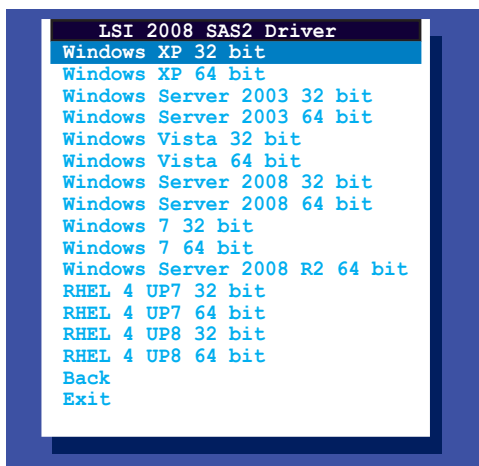 LSI 2008 SAS2 Driver
Windows XP 32 bit
Windows XP 64 bit
Windows Server 2003 32 bit
Windows Server 2003 64 bit
Windows Vista 32 bit
Windows Vista 64 bit
Windows Server 2008 32 bit
Windows Server 2008 64 bit
Windows 7 32 bit
Windows 7 64 bit
Windows Server 2008 R2 64 bit
RHEL 4 UP7 32 bit
RHEL 4 UP7 64 bit
RHEL 4 UP8 32 bit
RHEL 4 UP8 64 bit
Back
Exit